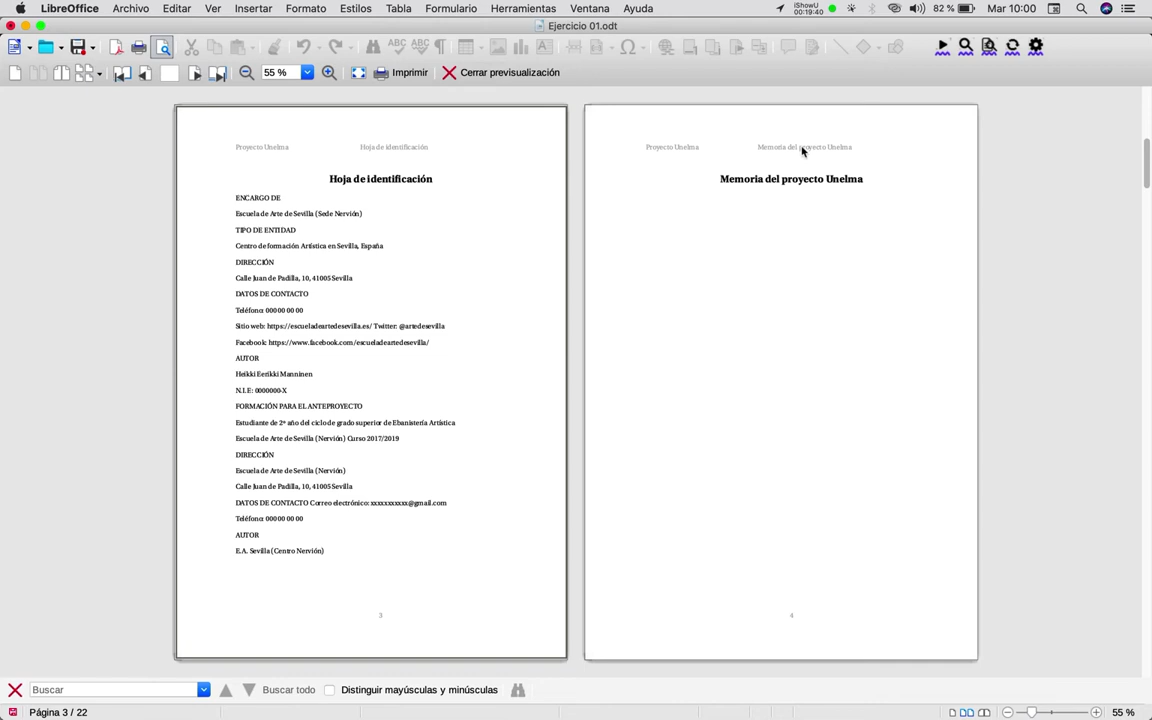 LibreOffice Archivo Editar Ver Insertar Formato Estilos Tabla Formulario Herramientas Ventana Ayuda iShowU 00:19:40 82 % Mar 10:00
Ejercicio 01.odt
55 % Imprimir Cerrar previsualización
Proyecto Unelma Hoja de identificación
Hoja de identificación
ENCARGO DE
Escuela de Arte de Sevilla (Sede Nervión)
TIPO DE ENTIDAD
Centro de formación Artística en Sevilla, España
DIRECCIÓN
Calle Juan de Padilla, 10, 41005 Sevilla
DATOS DE CONTACTO
Teléfono: 000 00 00 00
Sitio web: https://escueladeartedesevilla.es/ Twitter: @artedesevilla
Facebook: https://www.facebook.com/escueladeartedesevilla/
AUTOR
Heikki Eerikki Manninen
N.I.E: 0000000-X
FORMACIÓN PARA EL ANTEPROYECTO
Estudiante de 2º año del ciclo de grado superior de Ebanistería Artística
Escuela de Arte de Sevilla (Nervión) Curso 2017/2019
DIRECCIÓN
Escuela de Arte de Sevilla (Nervión)
Calle Juan de Padilla, 10, 41005 Sevilla
DATOS DE CONTACTO Correo electrónico: xxxxxxxxxxx@gmail.com
Teléfono: 000 00 00 00
AUTOR
E.A. Sevilla (Centro Nervión)
3
Proyecto Unelma Memoria del proyecto Unelma
Memoria del proyecto Unelma
4
Buscar Buscar todo Distinguir mayúsculas y minúsculas
Página 3 / 22 55 %